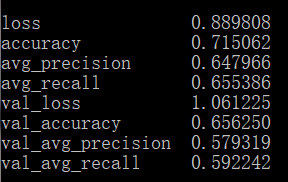 loss 0.889808
accuracy 0.715062
avg_precision 0.647966
avg_recall 0.655386
val_loss 1.061225
val_accuracy 0.656250
val_avg_precision 0.579319
val_avg_recall 0.592242